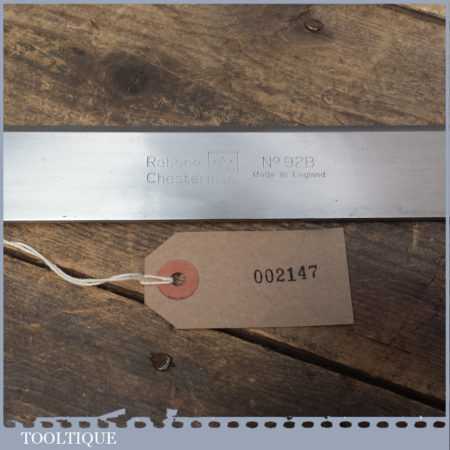 Rabone
Chesterman
Nº 92B
Made in England
002147
TOOLTIQUE